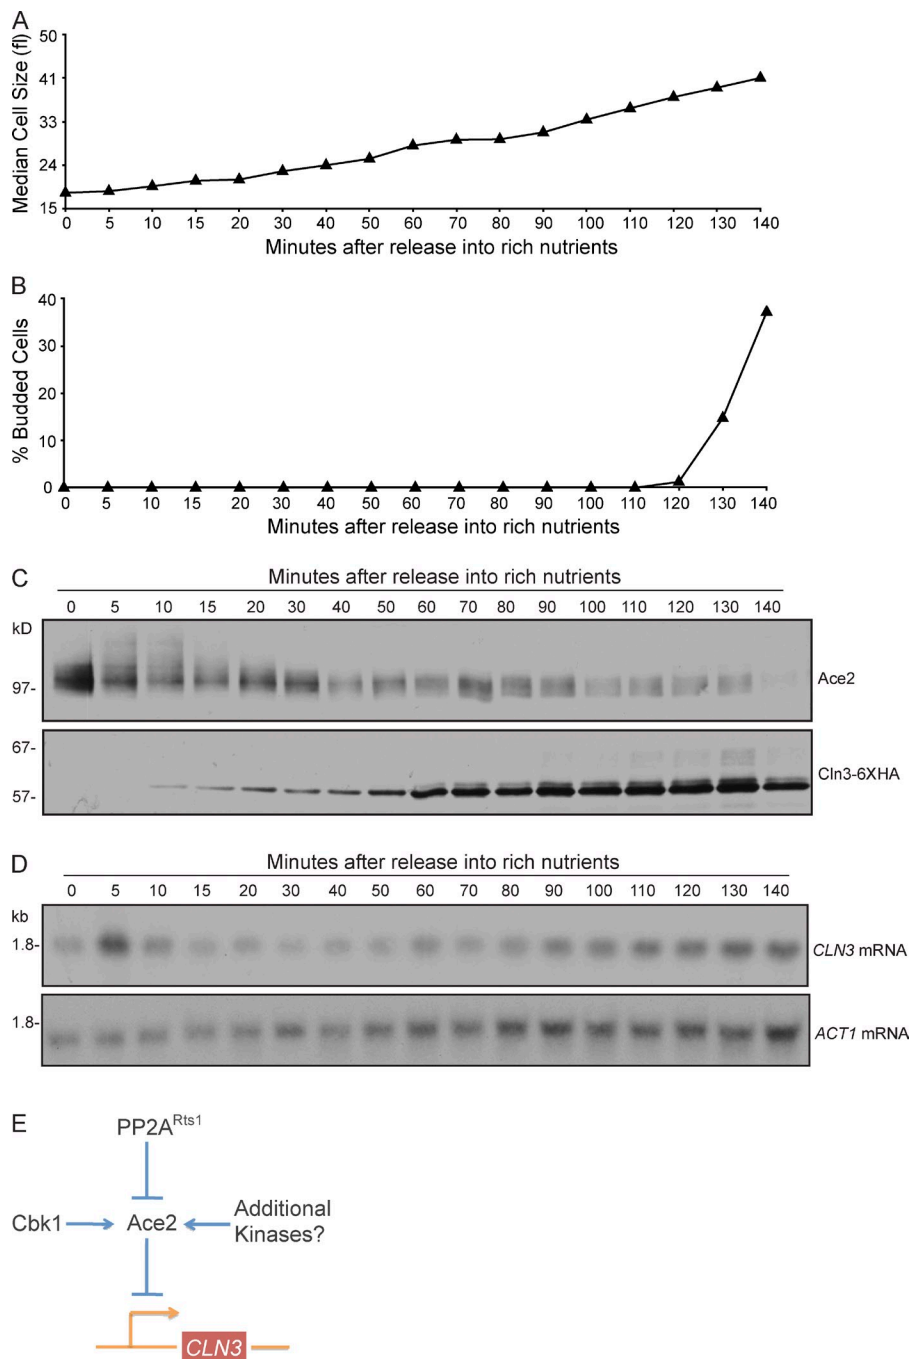 A
Median Cell Size (fl)
50
41
33
24
15
0 5 10 15 20 30 40 50 60 70 80 90 100 110 120 130 140
Minutes after release into rich nutrients
B
% Budded Cells
40
30
20
10
0
0 5 10 15 20 30 40 50 60 70 80 90 100 110 120 130 140
Minutes after release into rich nutrients
C
Minutes after release into rich nutrients
0 5 10 15 20 30 40 50 60 70 80 90 100 110 120 130 140
kD
97-
Ace2
67-
57-
Cln3-6XHA
D
Minutes after release into rich nutrients
0 5 10 15 20 30 40 50 60 70 80 90 100 110 120 130 140
kb
1.8-
CLN3 mRNA
1.8-
ACT1 mRNA
E
PP2A^Rts1
Cbk1
Ace2
Additional
Kinases?
CLN3